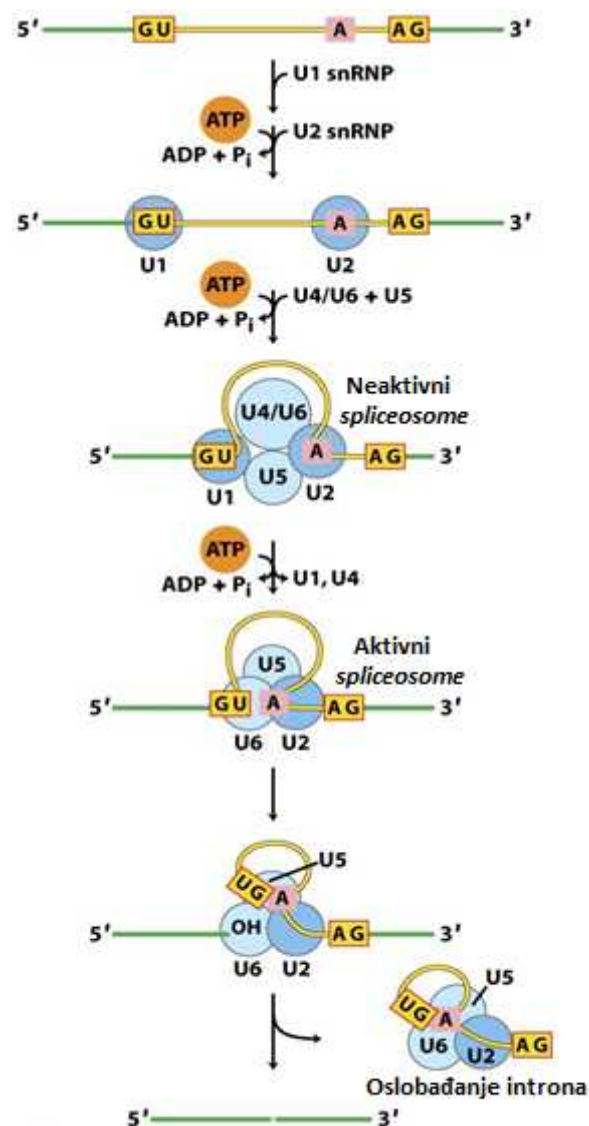 5′ GU A AG 3′
U1 snRNP
ATP
U2 snRNP
ADP + Pi
5′ GU A AG 3′
U1 U2
ATP
U4/U6 + U5
ADP + Pi
Neaktivni
spliceosome
U4/U6
5′ GU A AG 3′
U5
U1 U2
ATP
ADP + Pi U1, U4
Aktivni
spliceosome
U5
5′ GU A AG 3′
U6 U2
U5
UG A
5′ OH AG 3′
U6 U2
U5
UG A
U6 U2 AG
Oslobađanje introna
5′ 3′